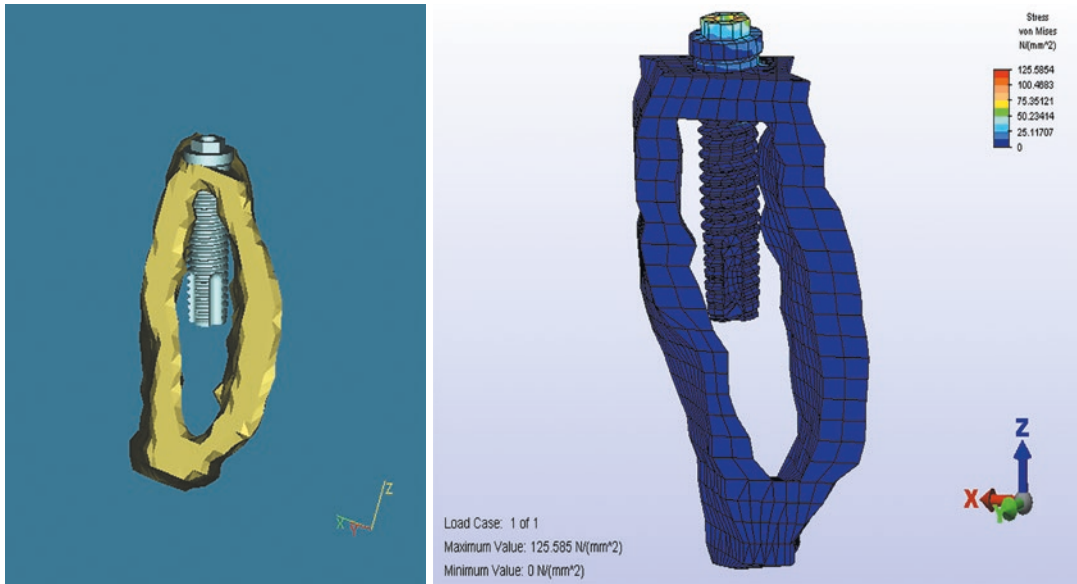 X
Y
Z
Stress
von Mises
N/(mm^2)
125.5854
100.4683
75.35121
50.23414
25.11707
0
Z
X
Y
Load Case: 1 of 1
Maximum Value: 125.585 N/(mm^2)
Minimum Value: 0 N/(mm^2)